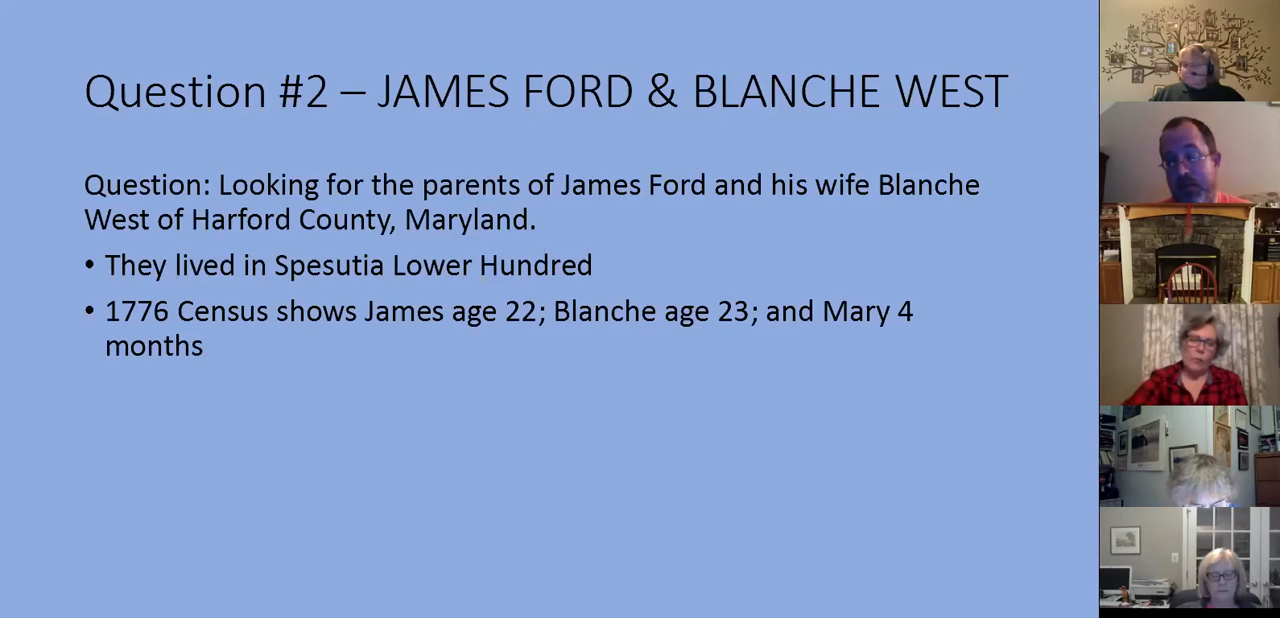 Question #2 – JAMES FORD & BLANCHE WEST
Question: Looking for the parents of James Ford and his wife Blanche
West of Harford County, Maryland.
• They lived in Spesutia Lower Hundred
• 1776 Census shows James age 22; Blanche age 23; and Mary 4
months